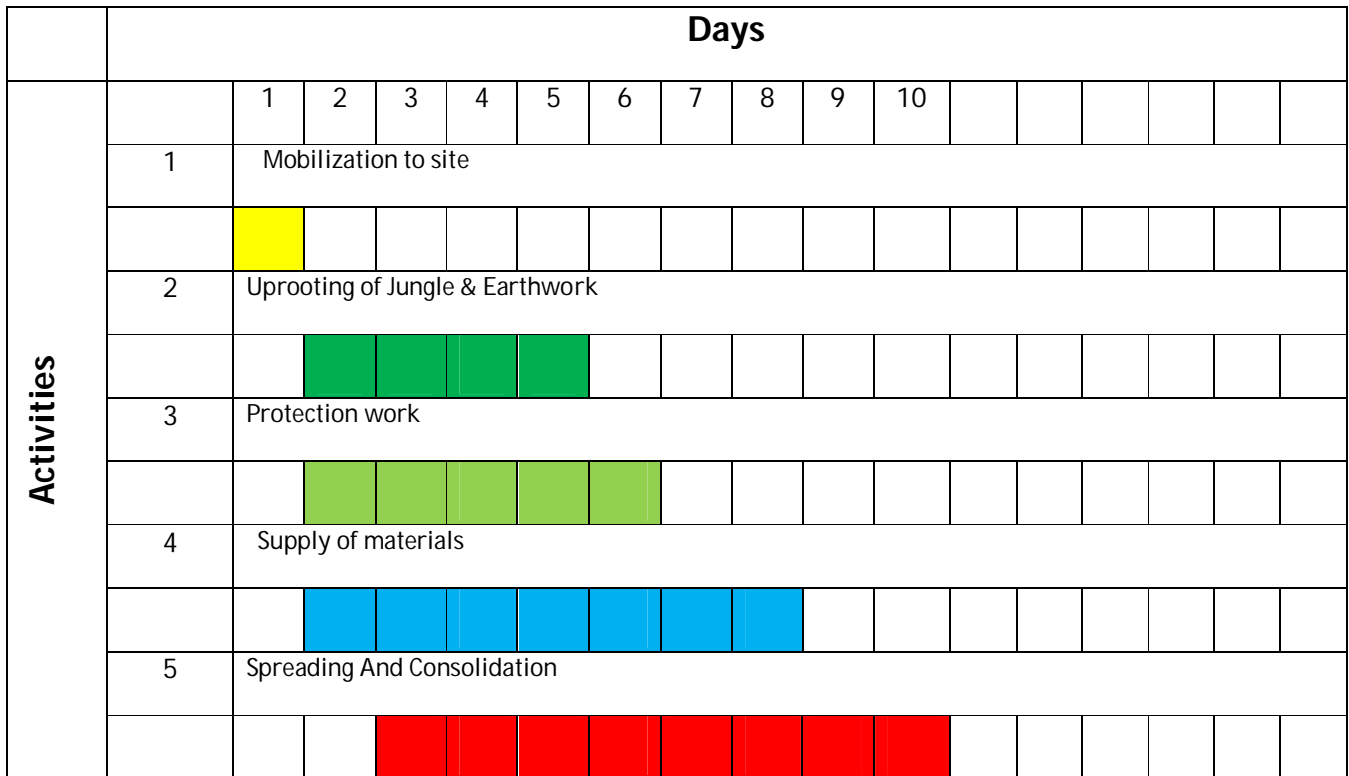 Days
1 2 3 4 5 6 7 8 9 10
Activities
1 Mobilization to site
2 Uprooting of Jungle & Earthwork
3 Protection work
4 Supply of materials
5 Spreading And Consolidation